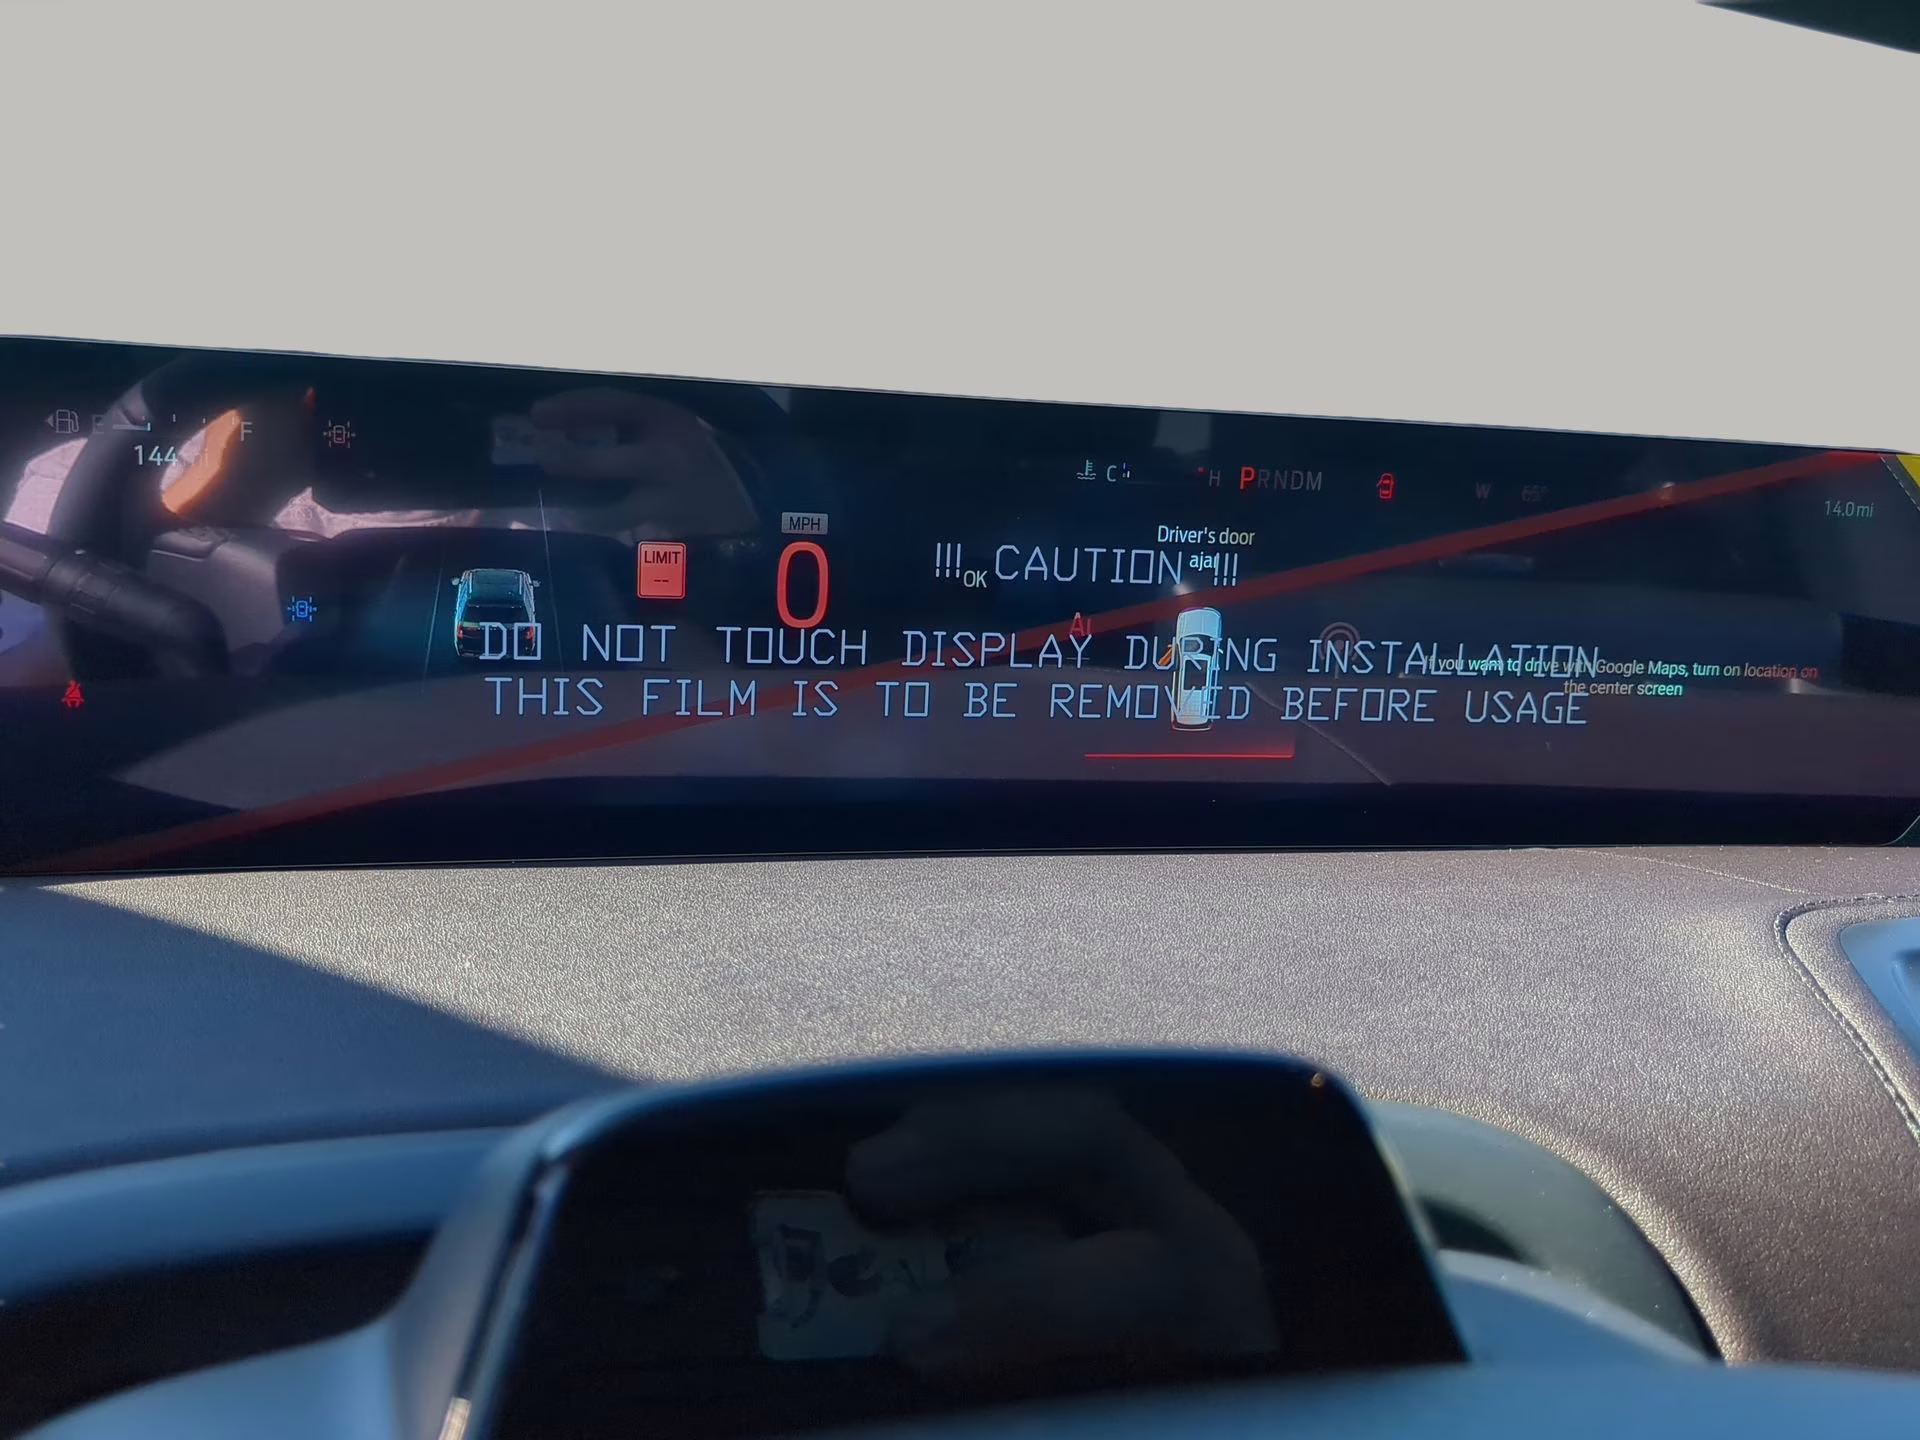 E F
144 mi
C H PRNDM W 65°
14.0 mi
MPH
0
LIMIT
--
Driver's door
ajar
OK
!!! CAUTION !!!
DO NOT TOUCH DISPLAY DURING INSTALLATION
THIS FILM IS TO BE REMOVED BEFORE USAGE
If you want to drive with Google Maps, turn on location on
the center screen